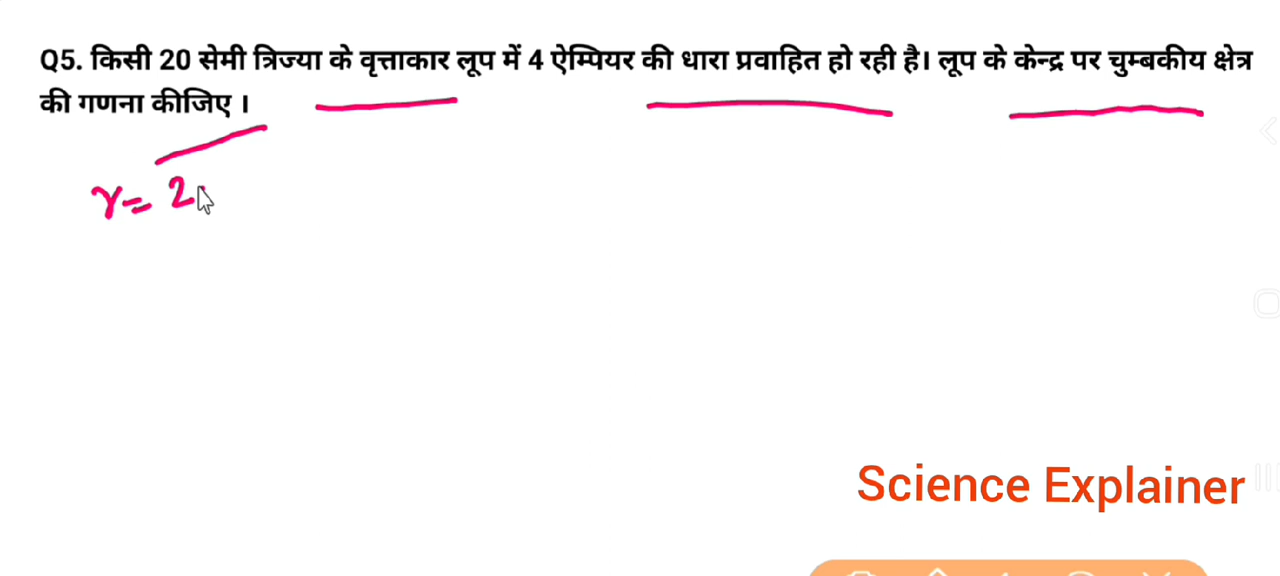 Q5. किसी 20 सेमी त्रिज्या के वृत्ताकार लूप में 4 ऐम्पियर की धारा प्रवाहित हो रही है। लूप के केन्द्र पर चुम्बकीय क्षेत्र
की गणना कीजिए ।
r= 2
Science Explainer